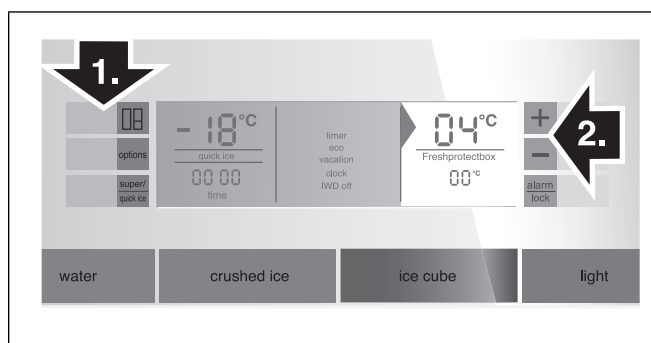 1.
2.
options
super/
quick ice
- 18°C
quick ice
00 00
time
timer
eco
vacation
clock
IWD off
04°C
Freshprotectbox
00°C
+
-
alarm
lock
water
crushed ice
ice cube
light